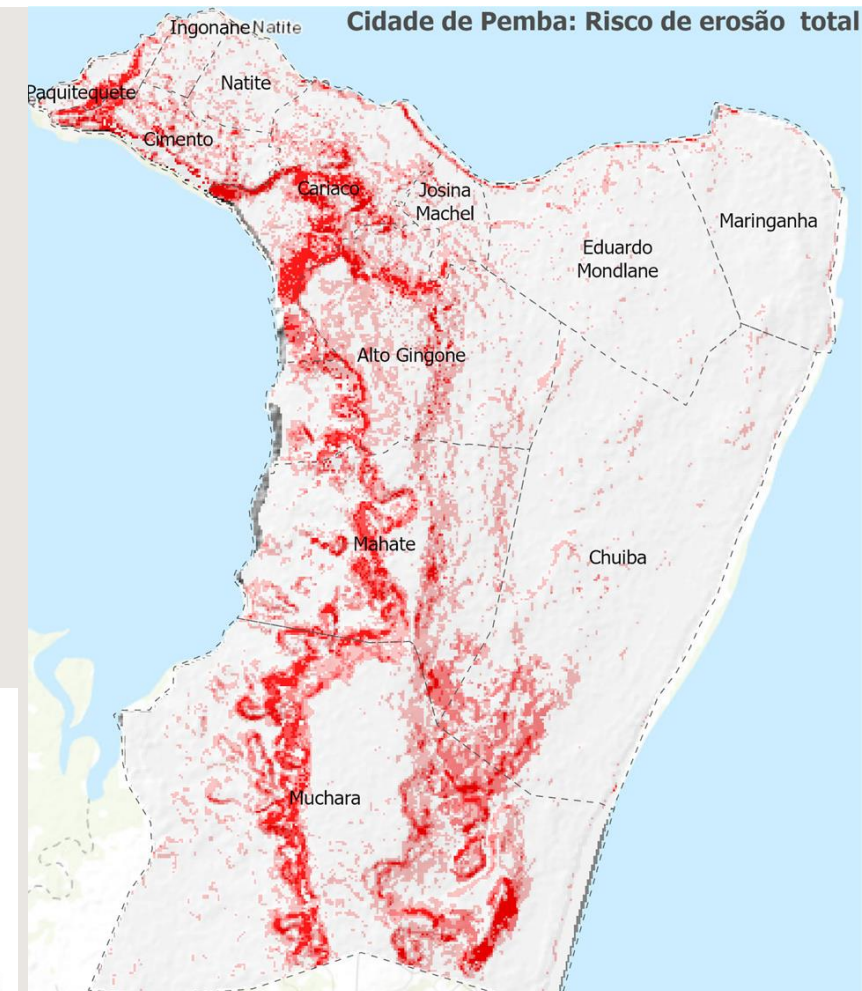 Cidade de Pemba: Risco de erosão total
Ingonane Natite
Natite
Paquitequete
Cimento
Cariaco
Josina
Machel
Maringanha
Eduardo
Mondlane
Alto Gingone
Mahate
Chuiba
Muchara